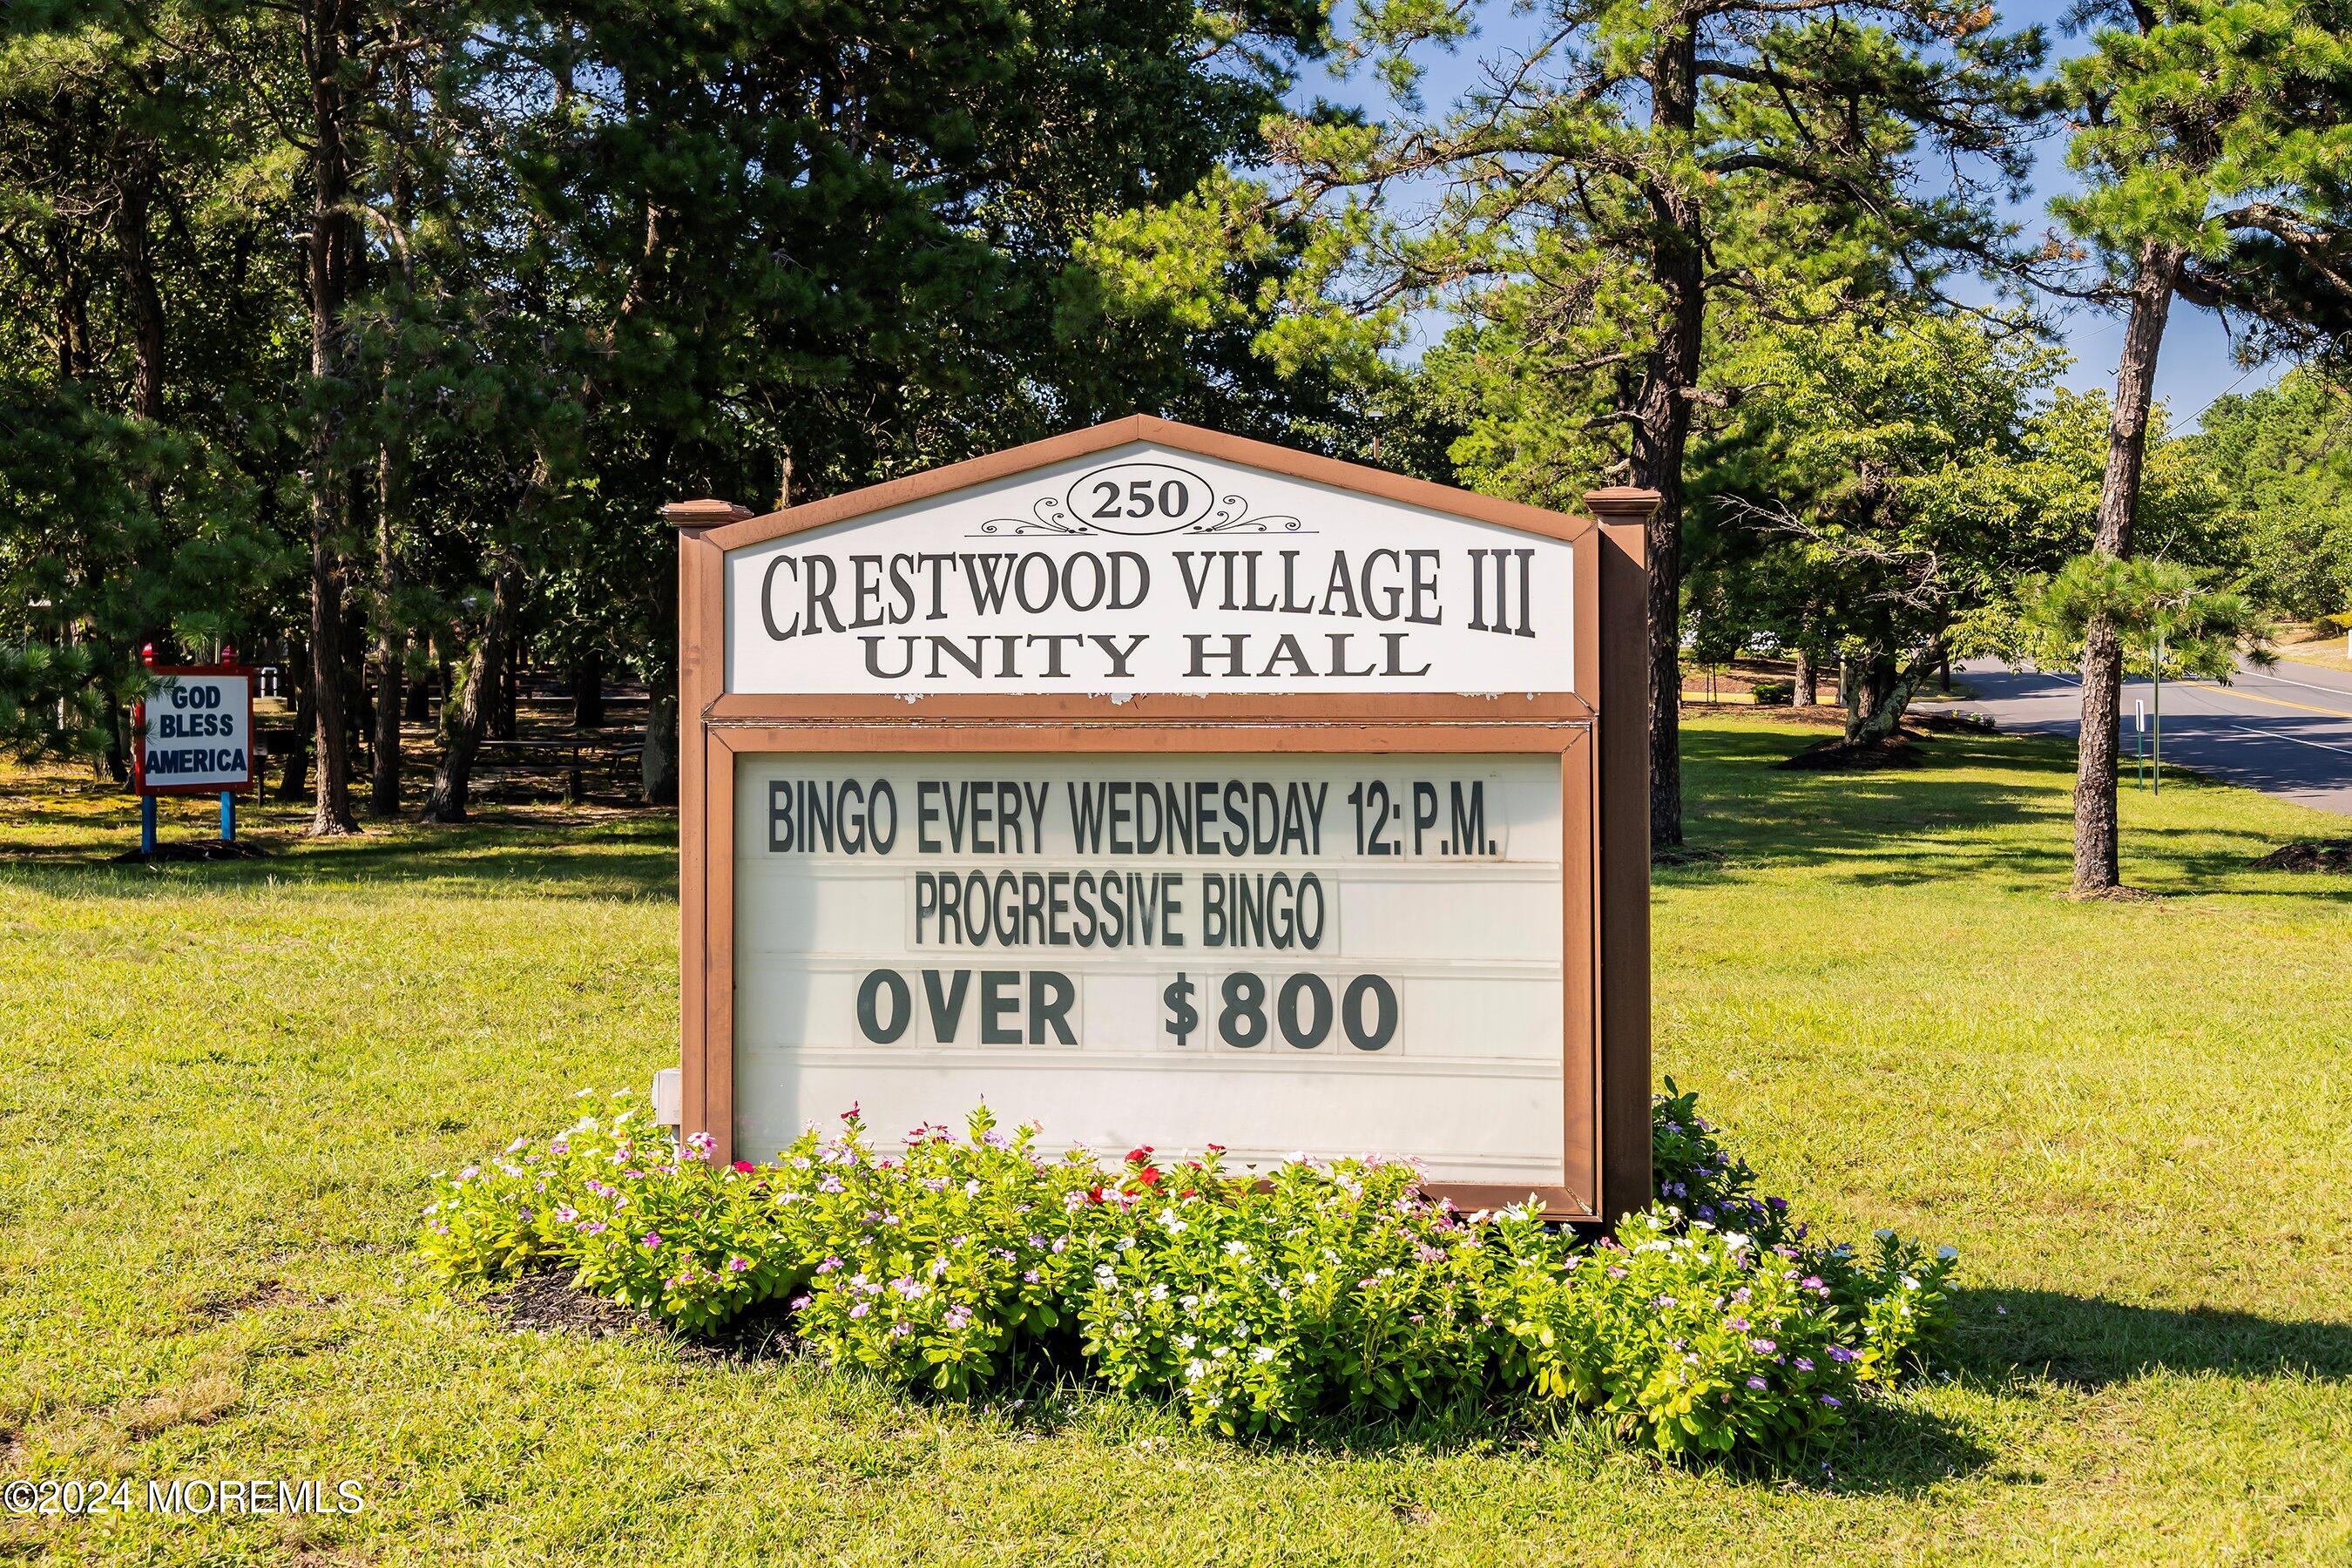 250
CRESTWOOD VILLAGE III
UNITY HALL
BINGO EVERY WEDNESDAY 12: P.M.
PROGRESSIVE BINGO
OVER $800
GOD
BLESS
AMERICA
©2024 MOREMLS